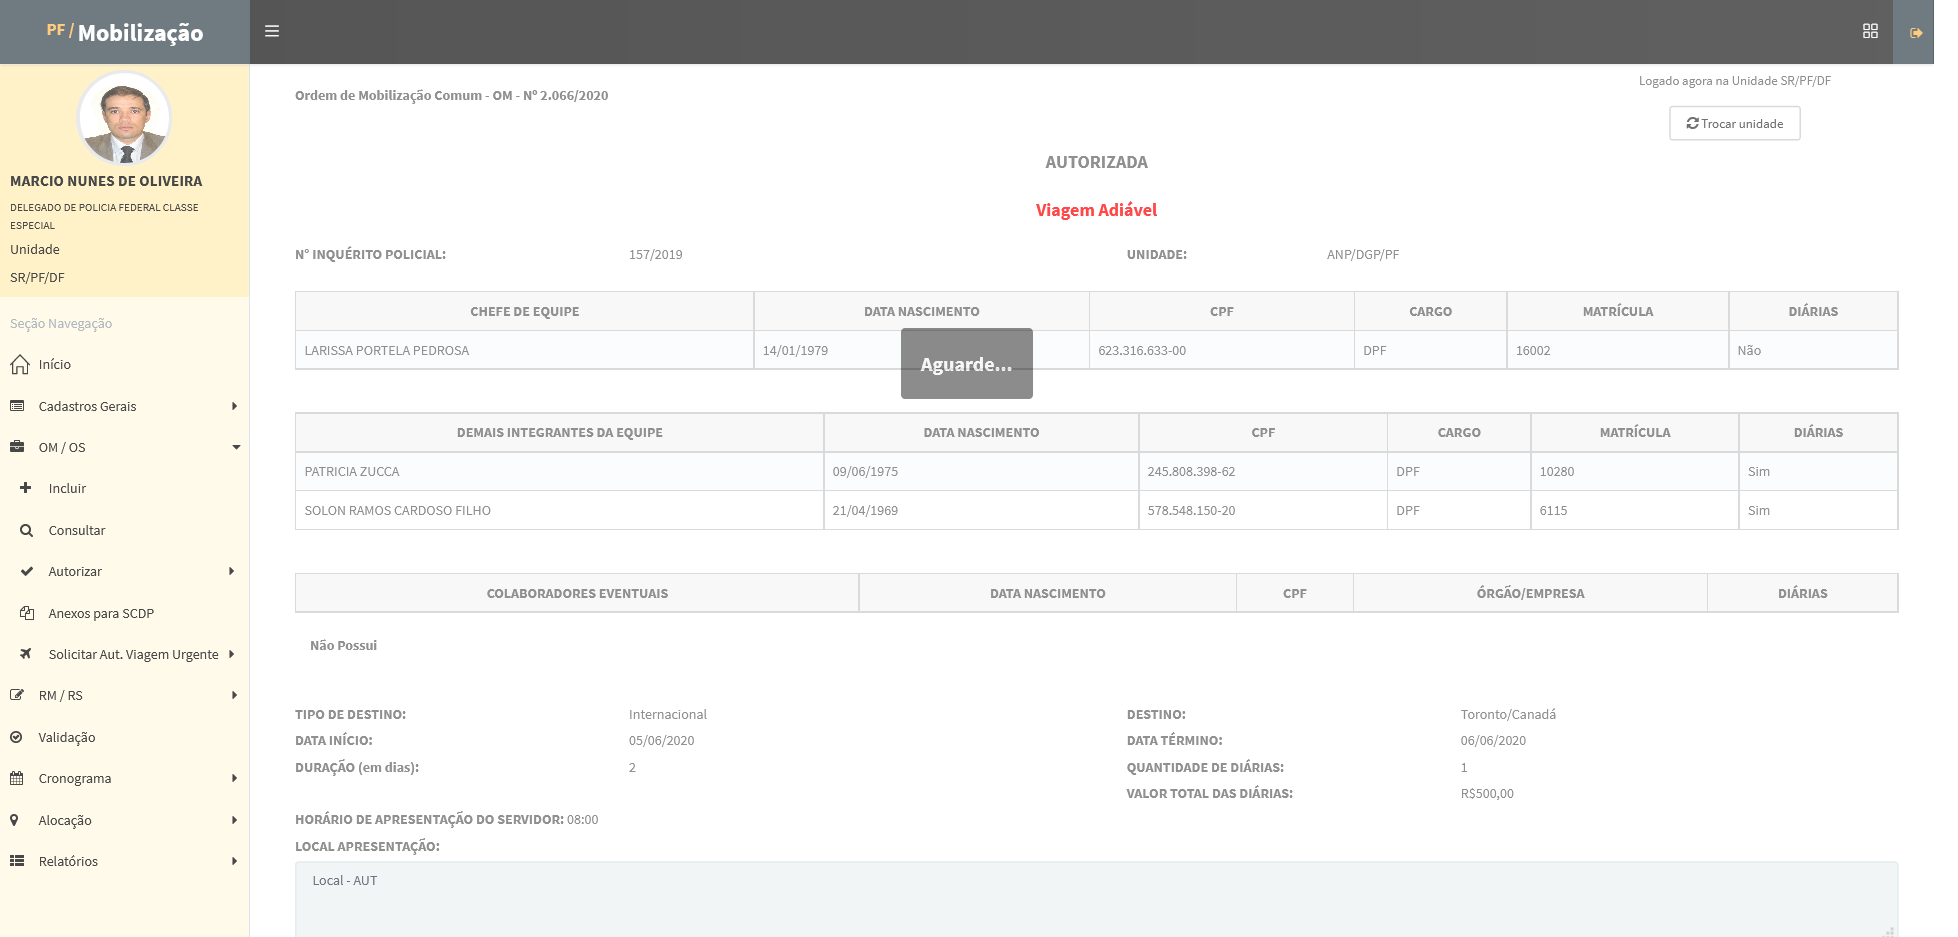 PF / Mobilização
MARCIO NUNES DE OLIVEIRA
DELEGADO DE POLICIA FEDERAL CLASSE
ESPECIAL
Unidade
SR/PF/DF
Seção Navegação
Início
Cadastros Gerais
OM / OS
Incluir
Consultar
Autorizar
Anexos para SCDP
Solicitar Aut. Viagem Urgente
RM / RS
Validação
Cronograma
Alocação
Relatórios
Logado agora na Unidade SR/PF/DF
Ordem de Mobilização Comum - OM - Nº 2.066/2020
Trocar unidade
AUTORIZADA
Viagem Adiável
N° INQUÉRITO POLICIAL: 157/2019 UNIDADE: ANP/DGP/PF
CHEFE DE EQUIPE DATA NASCIMENTO CPF CARGO MATRÍCULA DIÁRIAS
LARISSA PORTELA PEDROSA 14/01/1979 623.316.633-00 DPF 16002 Não
Aguarde...
DEMAIS INTEGRANTES DA EQUIPE DATA NASCIMENTO CPF CARGO MATRÍCULA DIÁRIAS
PATRICIA ZUCCA 09/06/1975 245.808.398-62 DPF 10280 Sim
SOLON RAMOS CARDOSO FILHO 21/04/1969 578.548.150-20 DPF 6115 Sim
COLABORADORES EVENTUAIS DATA NASCIMENTO CPF ÓRGÃO/EMPRESA DIÁRIAS
Não Possui
TIPO DE DESTINO: Internacional DESTINO: Toronto/Canadá
DATA INÍCIO: 05/06/2020 DATA TÉRMINO: 06/06/2020
DURAÇÃO (em dias): 2 QUANTIDADE DE DIÁRIAS: 1
VALOR TOTAL DAS DIÁRIAS: R$500,00
HORÁRIO DE APRESENTAÇÃO DO SERVIDOR: 08:00
LOCAL APRESENTAÇÃO:
Local - AUT